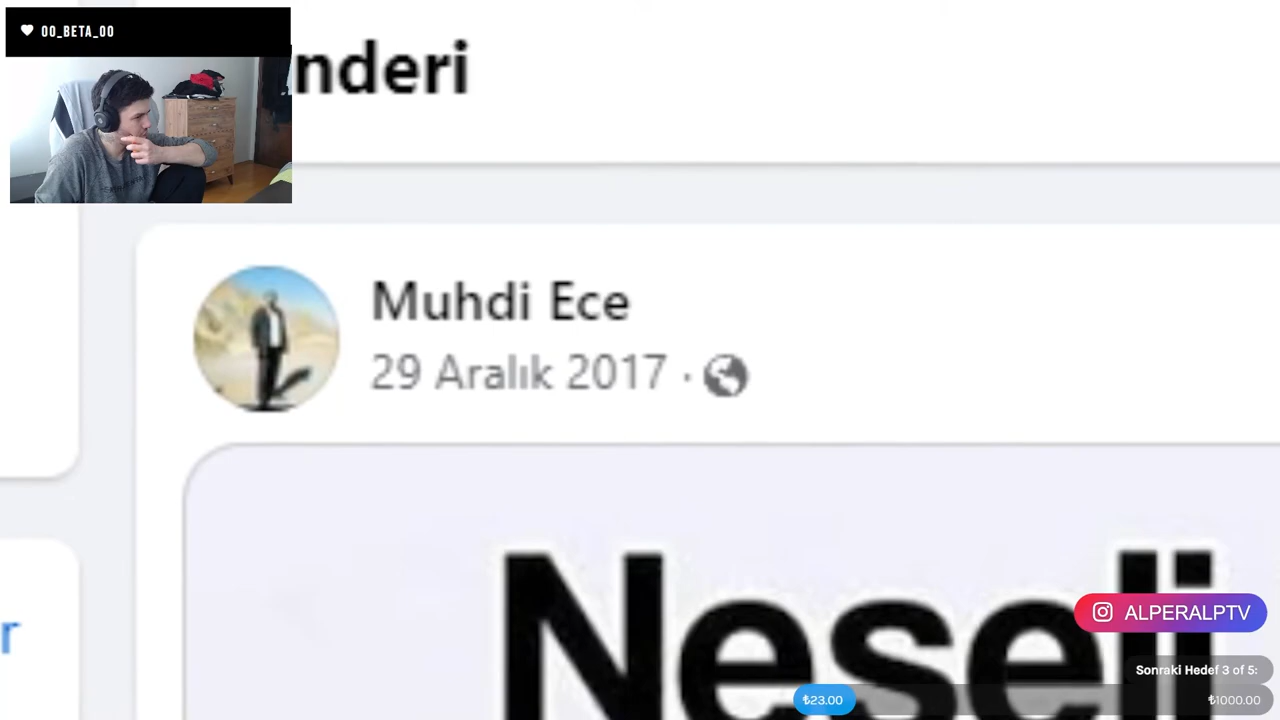 00_BETA_00
nderi
Muhdi Ece
29 Aralık 2017 ·
Neseli
r
ALPERALPTV
Sonraki Hedef 3 of 5:
₺23.00
₺1000.00